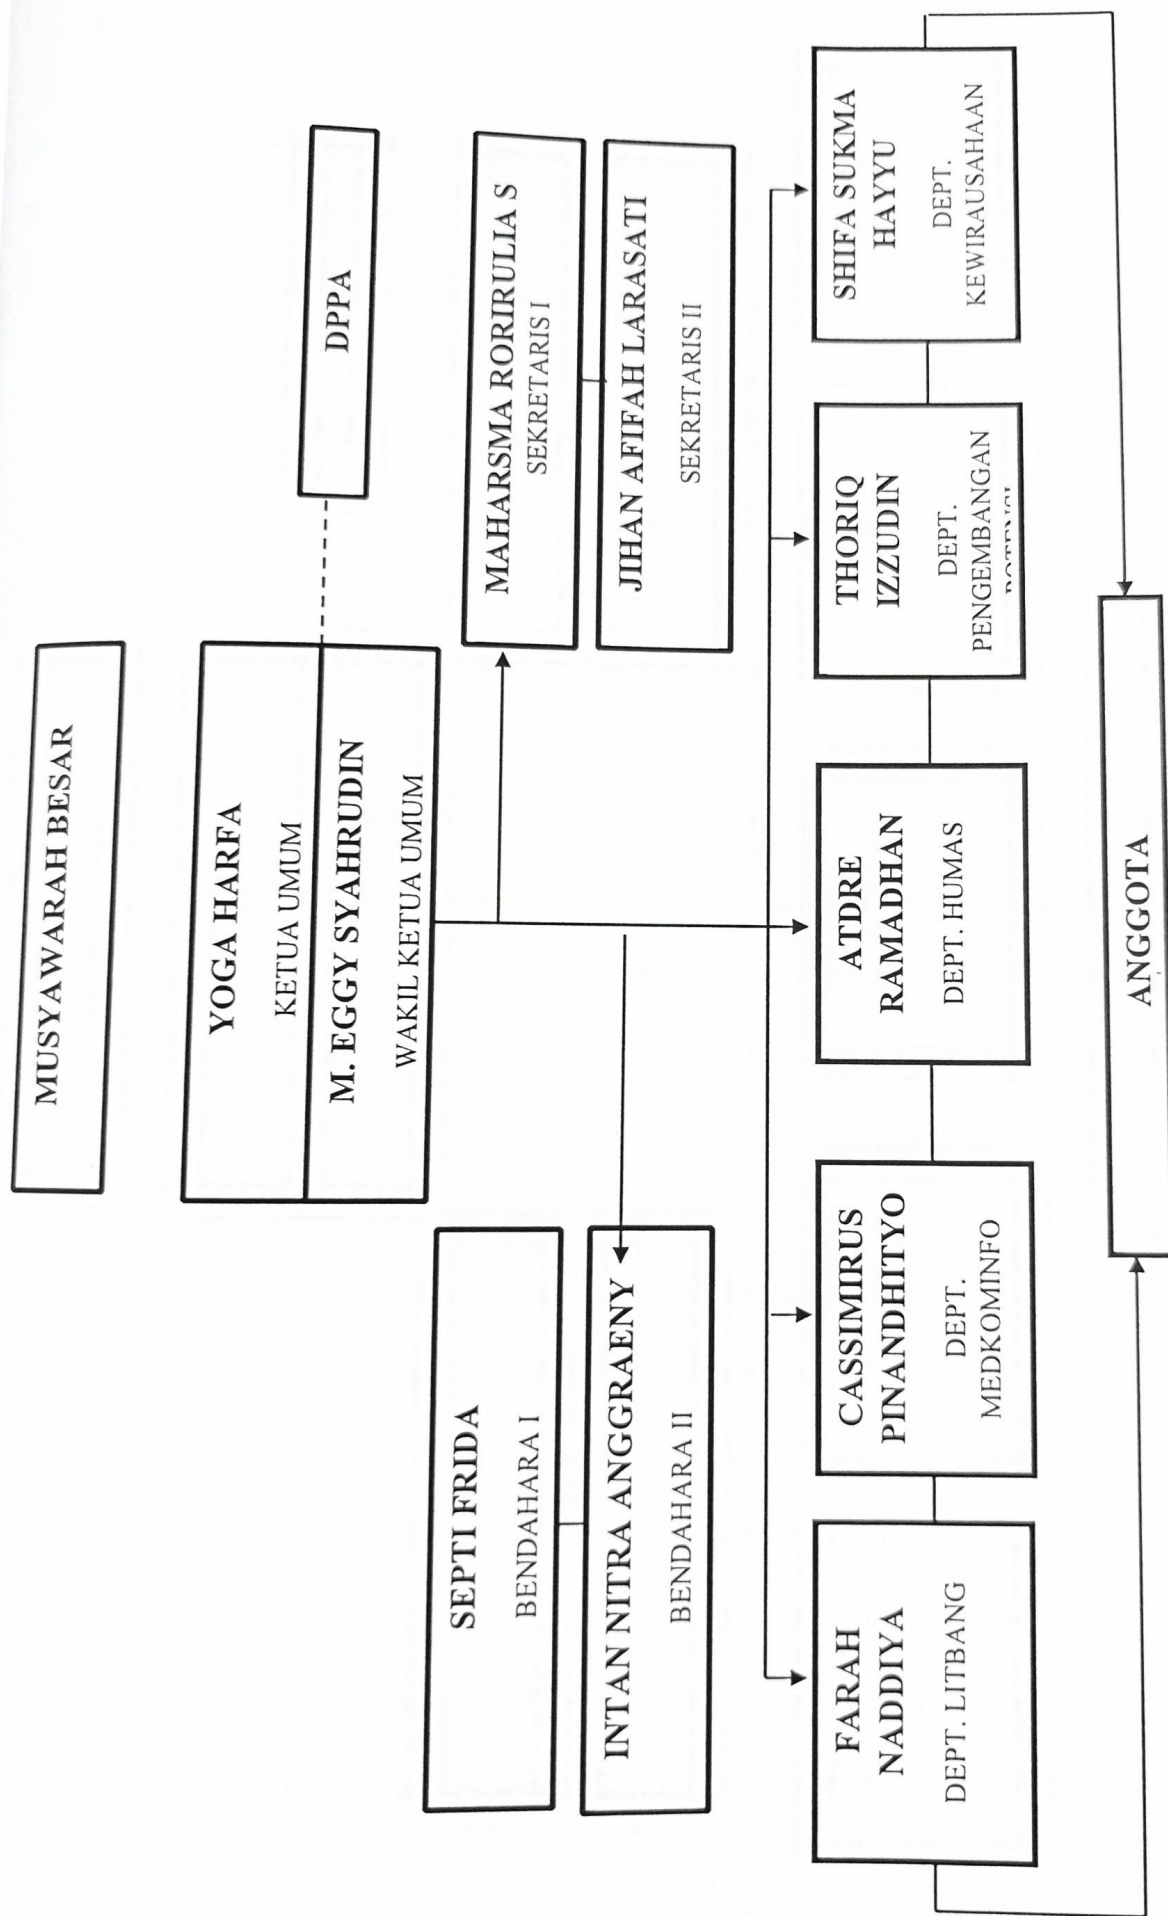 MUSYAWARAH BESAR
YOGA HARFA
KETUA UMUM
M. EGGY SYAHRUDIN
WAKIL KETUA UMUM
DPPA
SEPTI FRIDA
BENDAHARA I
INTAN NITRA ANGGRAENY
BENDAHARA II
MAHARSMA RORIRULIA S
SEKRETARIS I
JIHAN AFIFAH LARASATI
SEKRETARIS II
FARAH
NADDIYA
DEPT. LITBANG
CASSIMIRUS
PINANDHITYO
DEPT.
MEDKOMINFO
ATDRE
RAMADHAN
DEPT. HUMAS
THORIQ
IZZUDIN
DEPT.
PENGEMBANGAN
SHIFA SUKMA
HAYYU
DEPT.
KEWIRAUSAHAAN
ANGGOTA